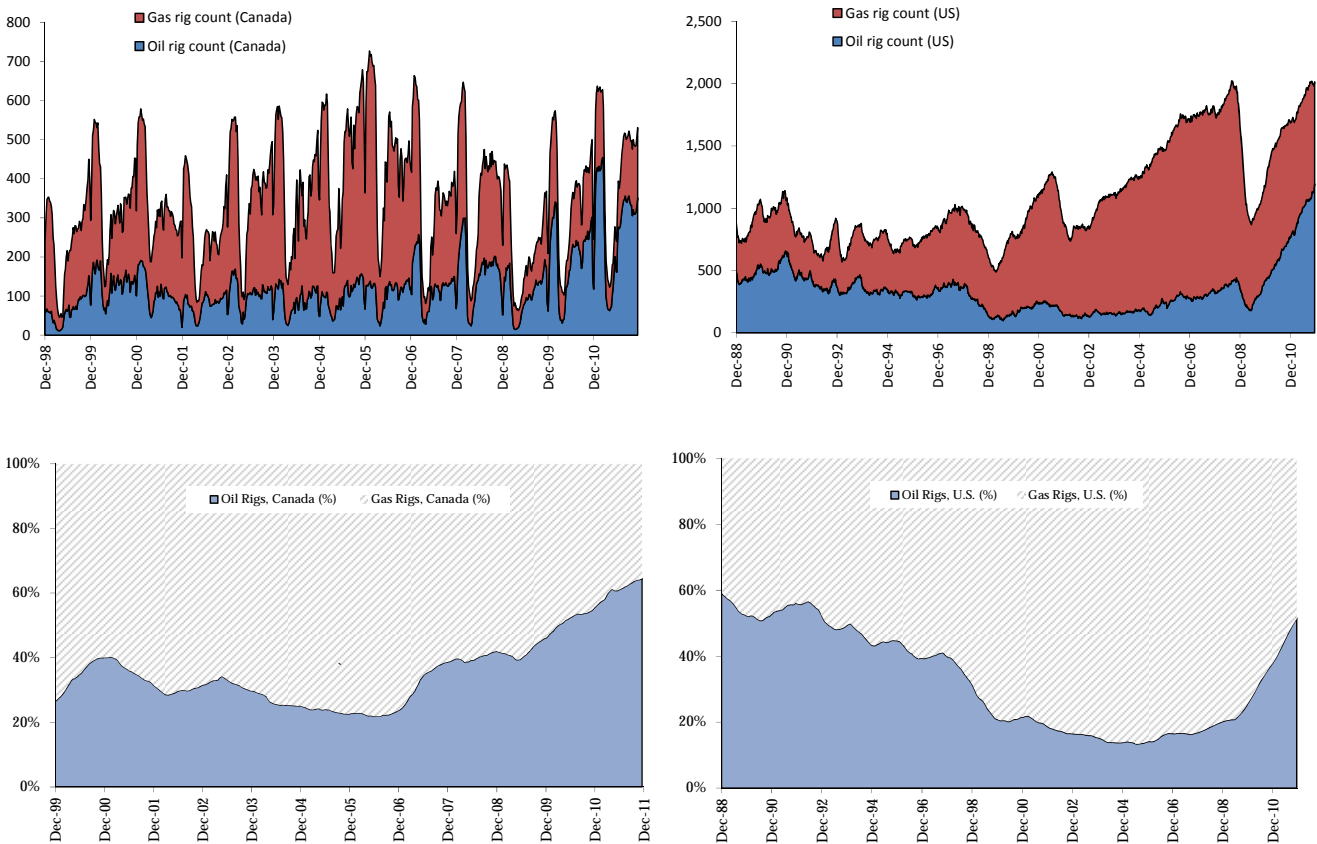 Gas rig count (Canada)
Oil rig count (Canada)
800
700
600
500
400
300
200
100
0
Dec-98
Dec-99
Dec-00
Dec-01
Dec-02
Dec-03
Dec-04
Dec-05
Dec-06
Dec-07
Dec-08
Dec-09
Dec-10
Gas rig count (US)
Oil rig count (US)
2,500
2,000
1,500
1,000
500
0
Dec-88
Dec-90
Dec-92
Dec-94
Dec-96
Dec-98
Dec-00
Dec-02
Dec-04
Dec-06
Dec-08
Dec-10
100%
80%
60%
40%
20%
0%
Oil Rigs, Canada (%) Gas Rigs, Canada (%)
Dec-99
Dec-00
Dec-01
Dec-02
Dec-03
Dec-04
Dec-05
Dec-06
Dec-07
Dec-08
Dec-09
Dec-10
Dec-11
100%
80%
60%
40%
20%
0%
Oil Rigs, U.S. (%) Gas Rigs, U.S. (%)
Dec-88
Dec-90
Dec-92
Dec-94
Dec-96
Dec-98
Dec-00
Dec-02
Dec-04
Dec-06
Dec-08
Dec-10